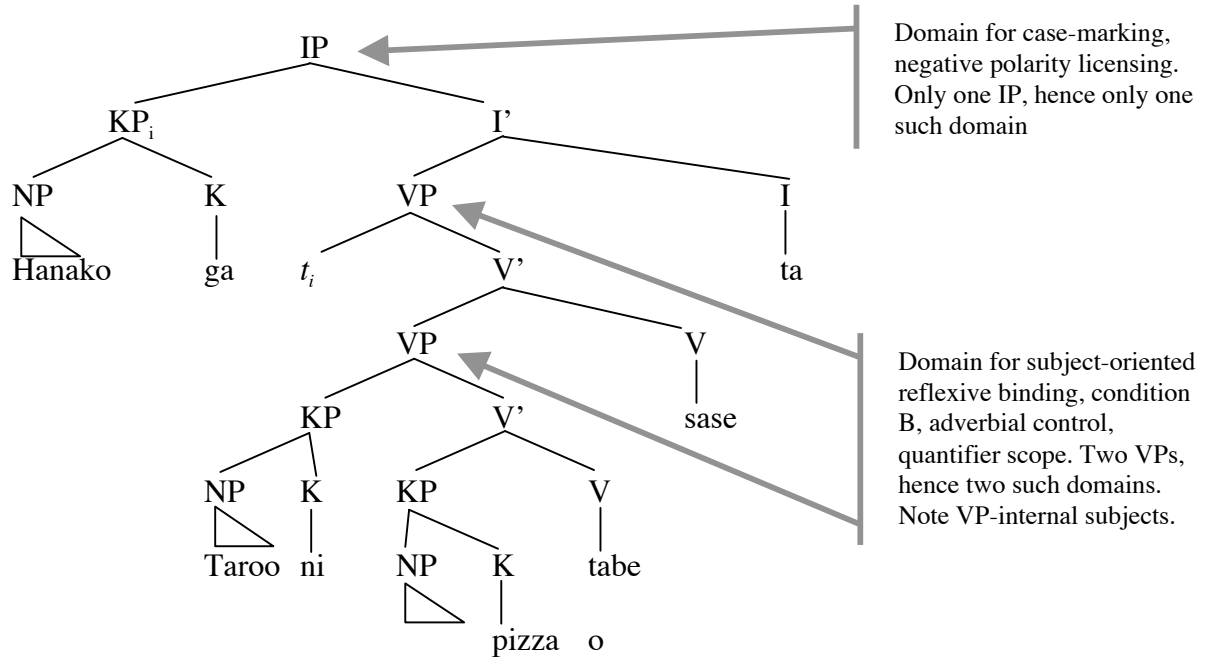 IP
Domain for case-marking,
negative polarity licensing.
Only one IP, hence only one
such domain
KPi I’
NP K VP I
Hanako ga ti V’ ta
VP V
sase
Domain for subject-oriented
reflexive binding, condition
B, adverbial control,
quantifier scope. Two VPs,
hence two such domains.
Note VP-internal subjects.
KP V’
NP K KP V
Taroo ni NP K tabe
pizza o